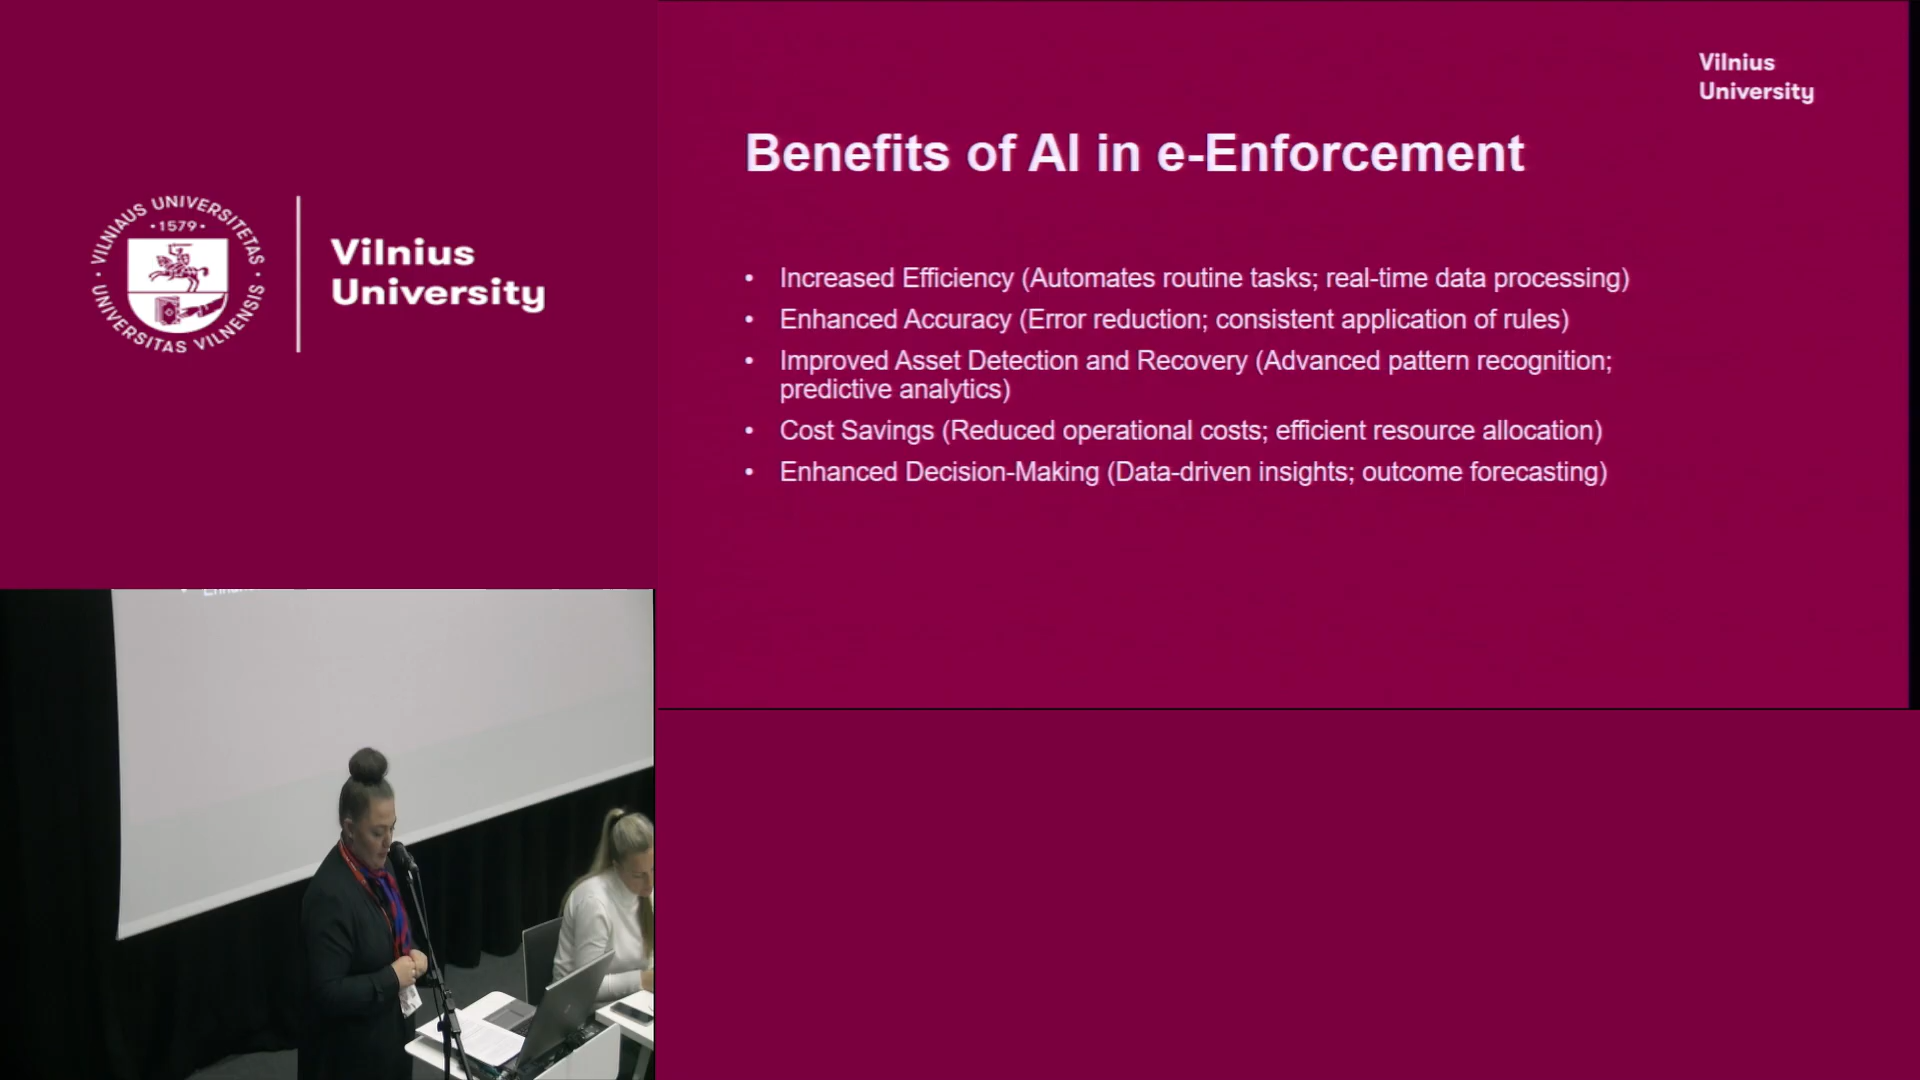 VILNIAUS UNIVERSITETAS
1579
UNIVERSITAS VILNENSIS
Vilnius
University
Vilnius
University
Benefits of AI in e-Enforcement
• Increased Efficiency (Automates routine tasks; real-time data processing)
• Enhanced Accuracy (Error reduction; consistent application of rules)
• Improved Asset Detection and Recovery (Advanced pattern recognition;
predictive analytics)
• Cost Savings (Reduced operational costs; efficient resource allocation)
• Enhanced Decision-Making (Data-driven insights; outcome forecasting)